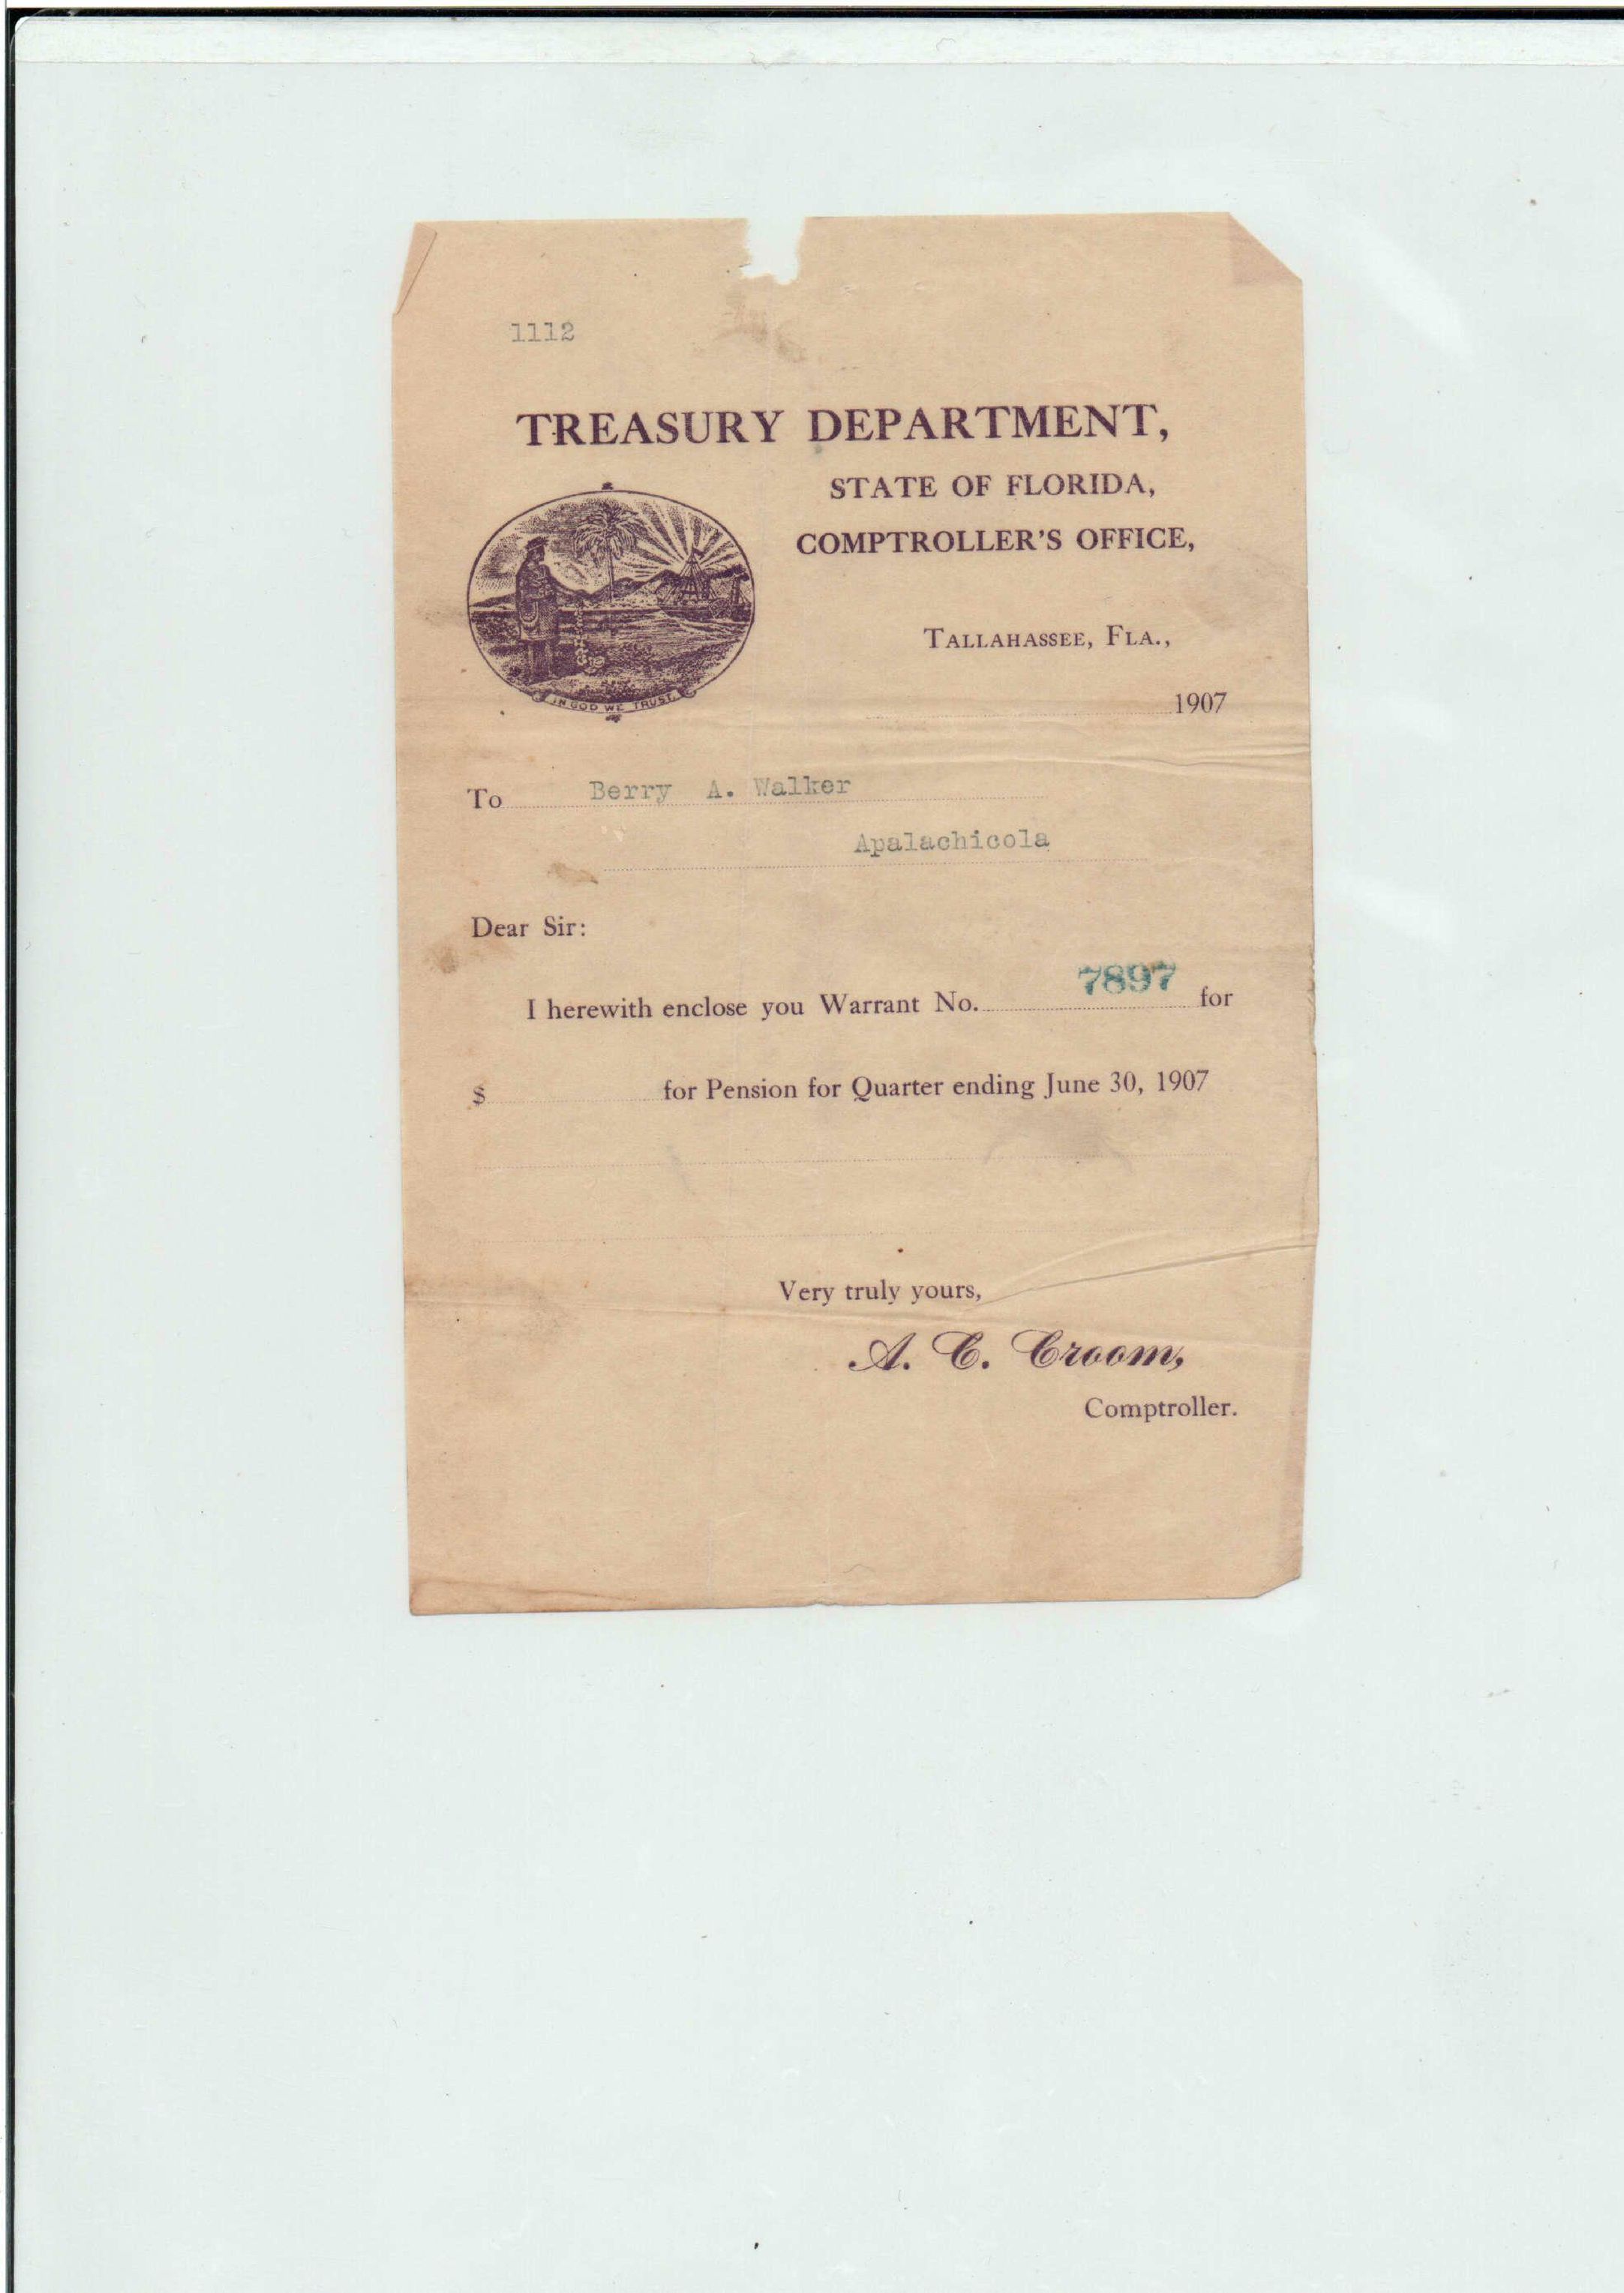 1112
TREASURY DEPARTMENT,
STATE OF FLORIDA,
COMPTROLLER'S OFFICE,
TALLAHASSEE, FLA.,
1907
IN GOD WE TRUST.
To Berry A. Walker
Apalachicola
Dear Sir:
I herewith enclose you Warrant No. 7897 for
$ for Pension for Quarter ending June 30, 1907
Very truly yours,
A. C. Croom,
Comptroller.